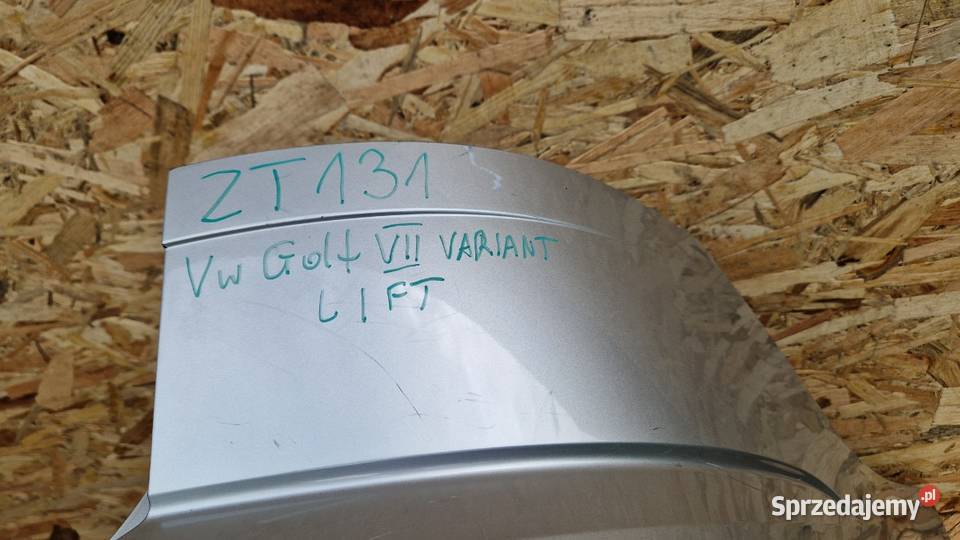 ZT131
VW Golf VII VARIANT
LIFT
Sprzedajemy.pl